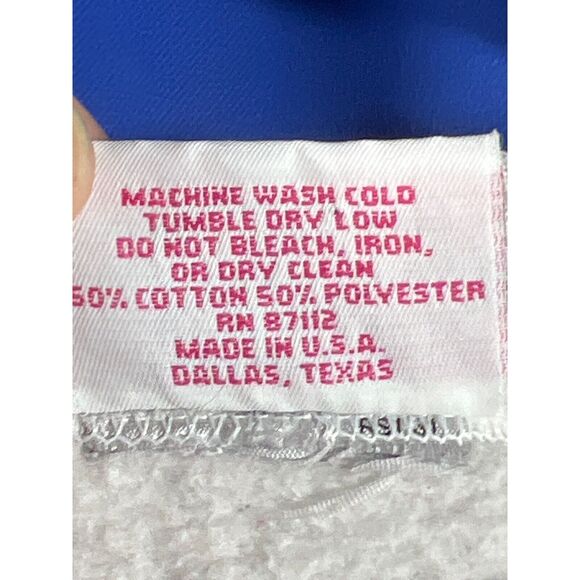 MACHINE WASH COLD
TUMBLE DRY LOW
DO NOT BLEACH, IRON,
OR DRY CLEAN
50% COTTON 50% POLYESTER
RN 87112
MADE IN U.S.A.
DALLAS, TEXAS